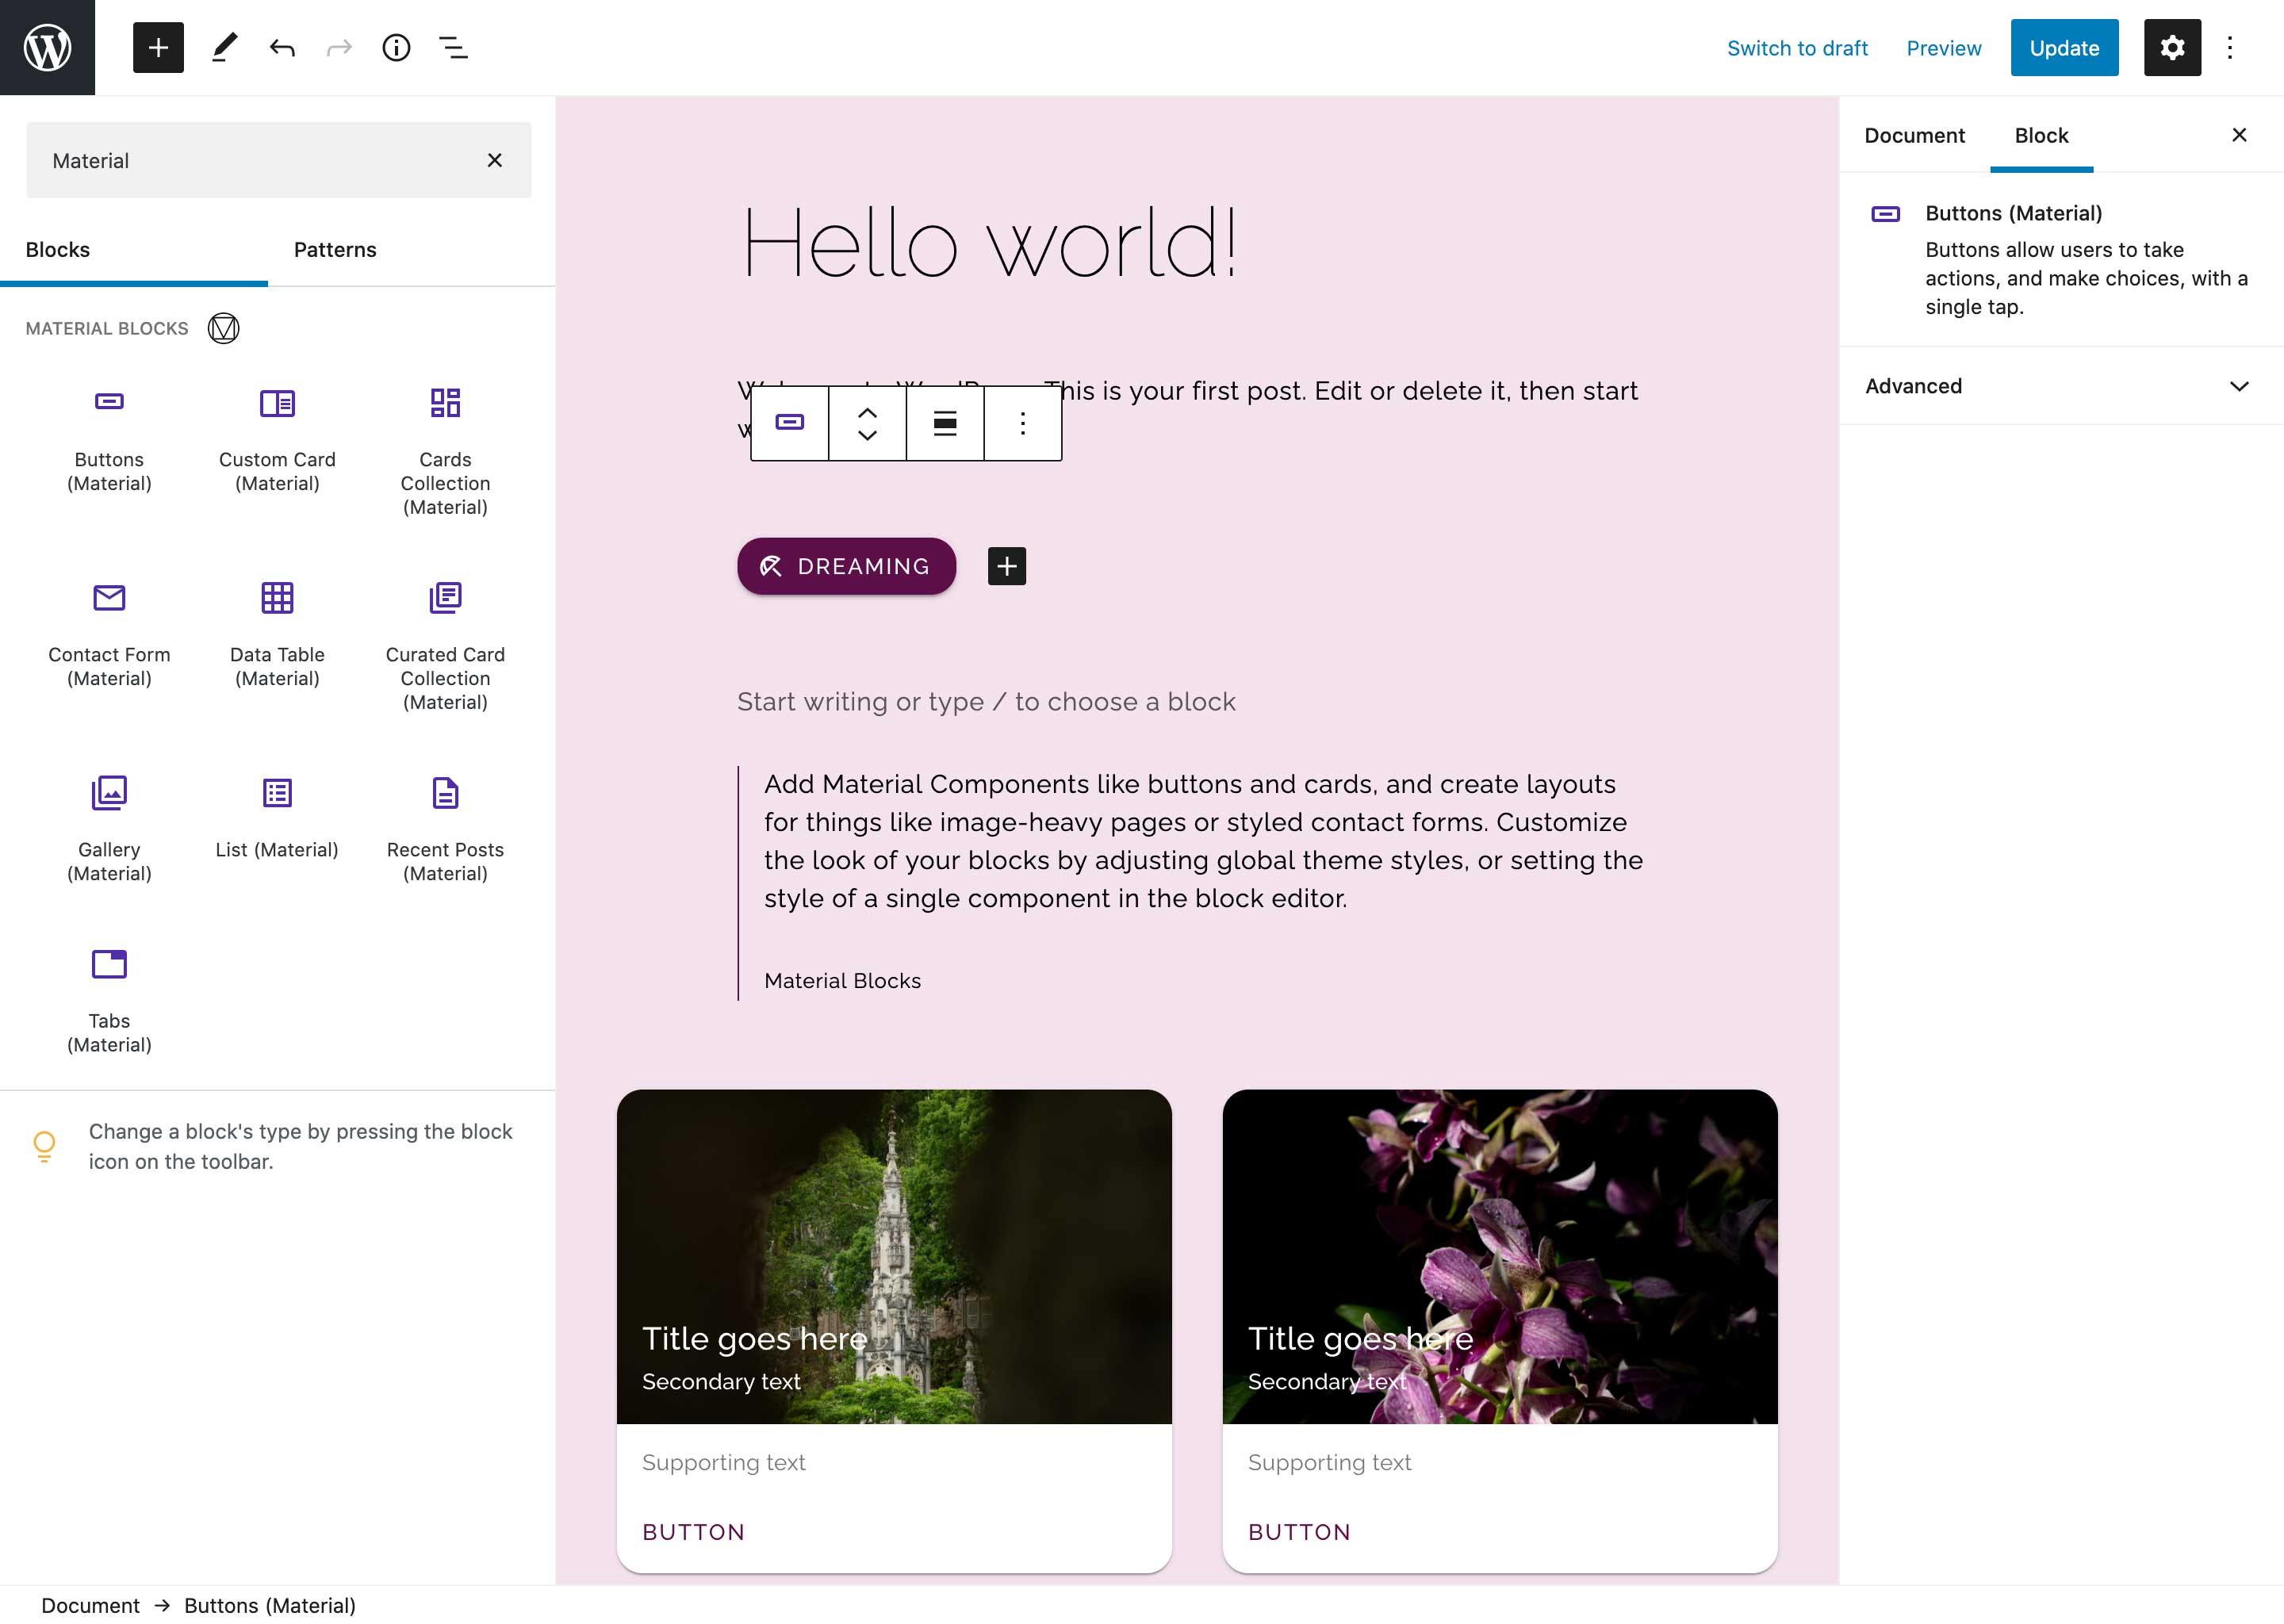 Switch to draft
Preview
Update
Material
Blocks
Patterns
MATERIAL BLOCKS
Buttons
(Material)
Custom Card
(Material)
Cards
Collection
(Material)
Contact Form
(Material)
Data Table
(Material)
Curated Card
Collection
(Material)
Gallery
(Material)
List (Material)
Recent Posts
(Material)
Tabs
(Material)
Change a block's type by pressing the block
icon on the toolbar.
Hello world!
This is your first post. Edit or delete it, then start
DREAMING
Start writing or type / to choose a block
Add Material Components like buttons and cards, and create layouts
for things like image-heavy pages or styled contact forms. Customize
the look of your blocks by adjusting global theme styles, or setting the
style of a single component in the block editor.
Material Blocks
Title goes here
Secondary text
Supporting text
BUTTON
Title goes here
Secondary text
Supporting text
BUTTON
Document
Block
Buttons (Material)
Buttons allow users to take
actions, and make choices, with a
single tap.
Advanced
Document → Buttons (Material)